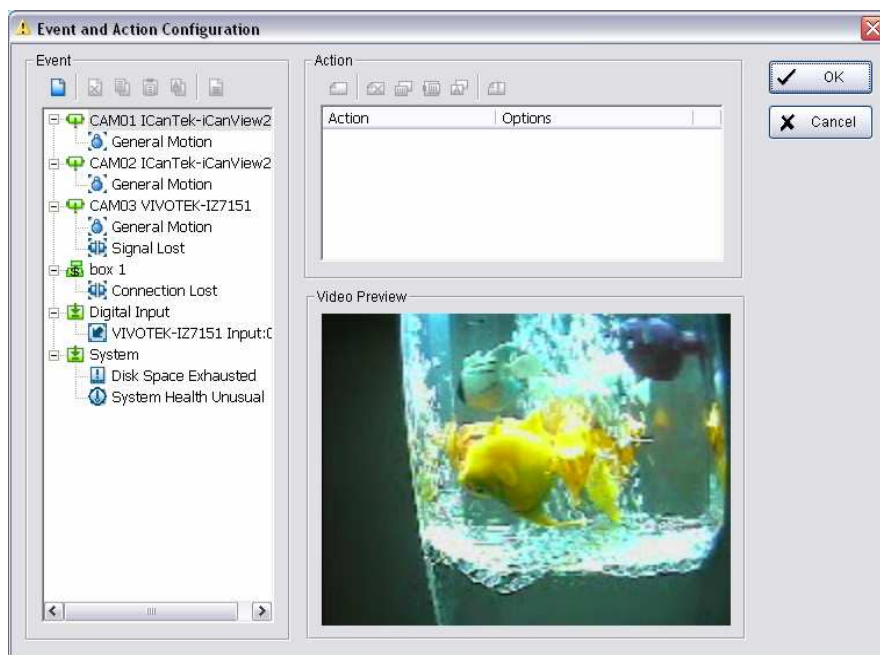 Event and Action Configuration
Event
CAM01 ICanTek-iCanView2
General Motion
CAM02 ICanTek-iCanView2
General Motion
CAM03 VIVOTEK-IZ7151
General Motion
Signal Lost
box 1
Connection Lost
Digital Input
VIVOTEK-IZ7151 Input:0
System
Disk Space Exhausted
System Health Unusual
Action
Action Options
Video Preview
OK
Cancel